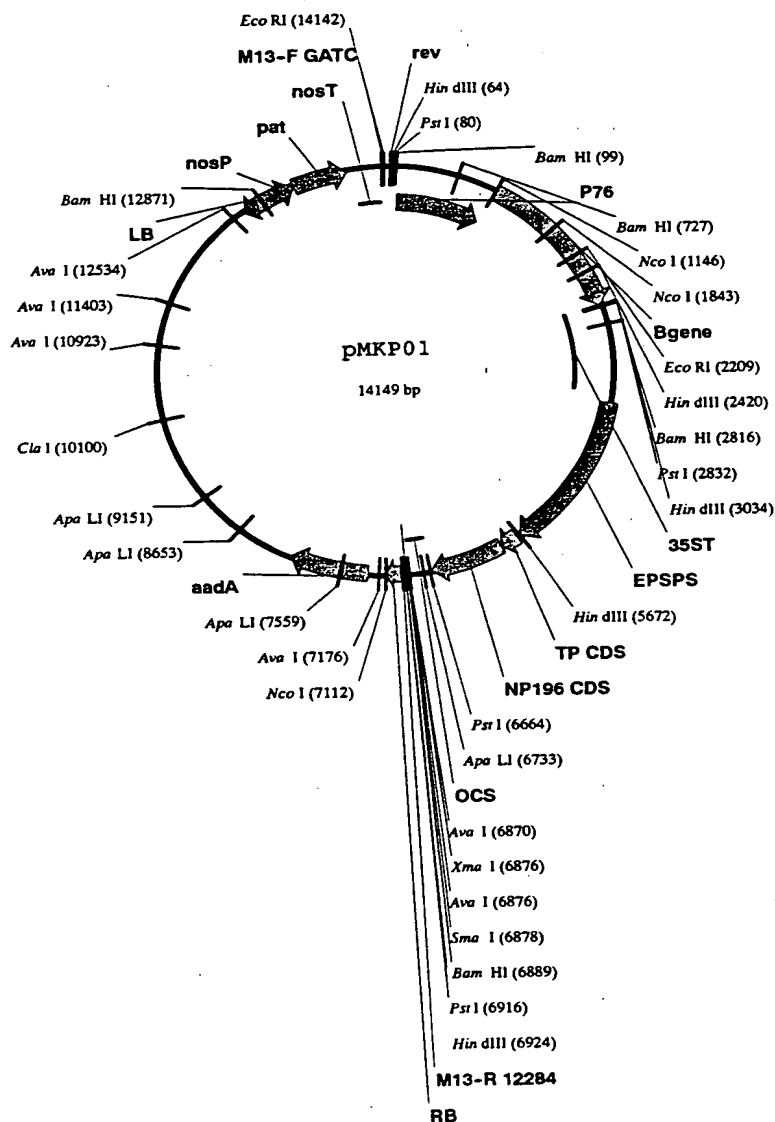 Eco RI (14142)
M13-F GATC
rev
nosT
Hin dIII (64)
pat
Pst I (80)
nosP
Bam HI (99)
Bam HI (12871)
P76
LB
Bam HI (727)
Ava I (12534)
Nco I (1146)
Ava I (11403)
Nco I (1843)
Ava I (10923)
Bgene
pMKP01
Eco RI (2209)
14149 bp
Hin dIII (2420)
Cla I (10100)
Bam HI (2816)
Pst I (2832)
Apa LI (9151)
Hin dIII (3034)
Apa LI (8653)
35ST
EPSPS
aadA
Hin dIII (5672)
Apa LI (7559)
TP CDS
Ava I (7176)
NP196 CDS
Nco I (7112)
Pst I (6664)
Apa LI (6733)
OCS
Ava I (6870)
Xma I (6876)
Ava I (6876)
Sma I (6878)
Bam HI (6889)
Pst I (6916)
Hin dIII (6924)
M13-R 12284
RB